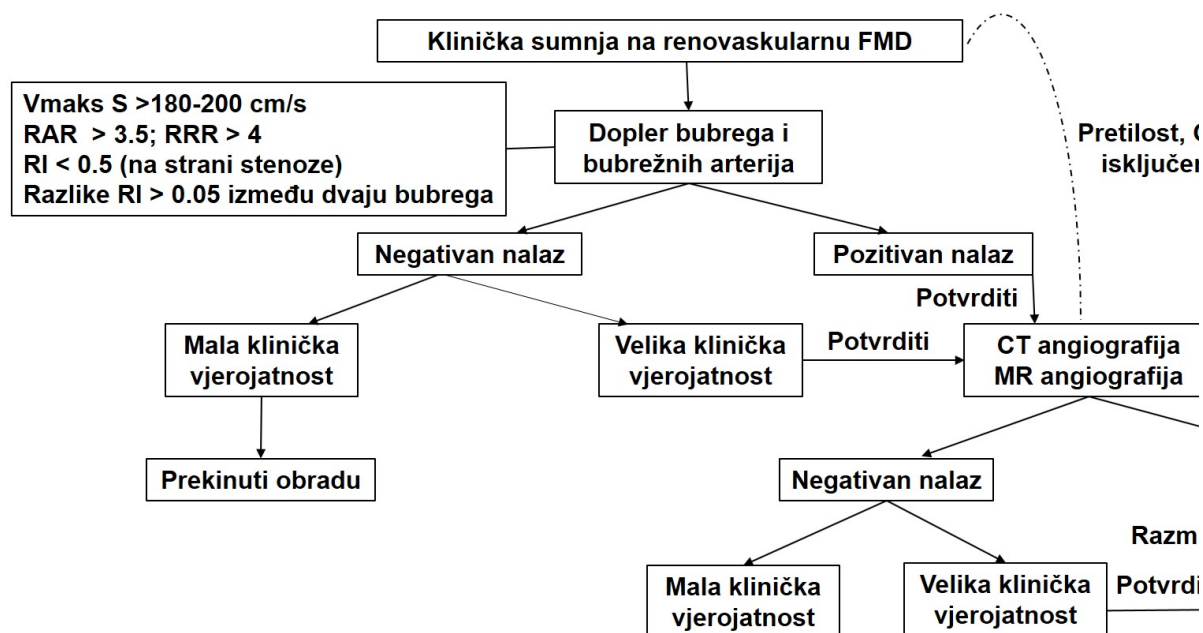 Klinička sumnja na renovaskularnu FMD
Vmaks S >180-200 cm/s
RAR > 3.5; RRR > 4
RI < 0.5 (na strani stenoze)
Razlike RI > 0.05 između dvaju bubrega
Dopler bubrega i
bubrežnih arterija
Pretilost,
Negativan nalaz
Pozitivan nalaz
Potvrditi
Mala klinička
vjerojatnost
Velika klinička
vjerojatnost
Potvrditi
CT angiografija
MR angiografija
Prekinuti obradu
Negativan nalaz
Mala klinička
vjerojatnost
Velika klinička
vjerojatnost